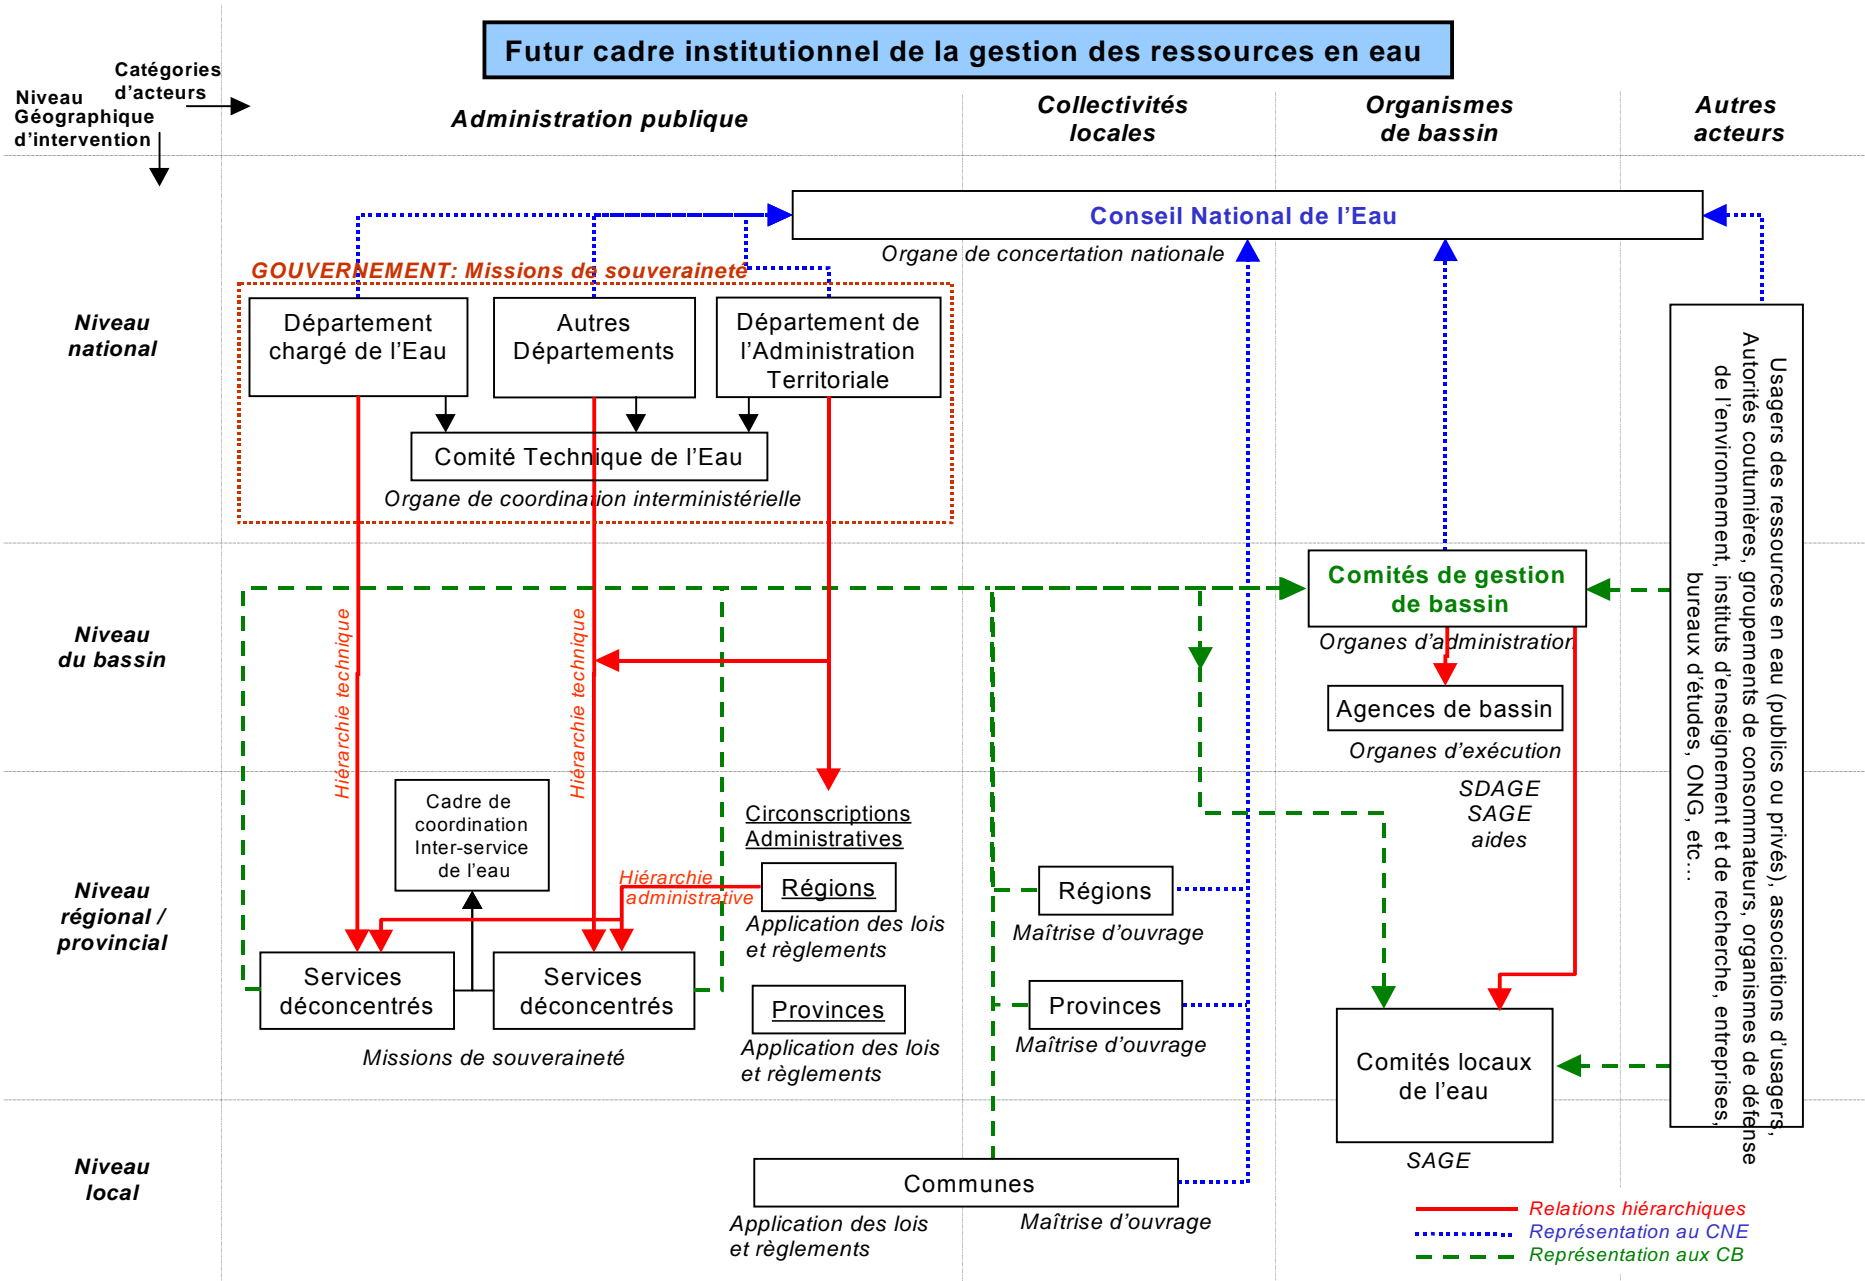 Futur cadre institutionnel de la gestion des ressources en eau
Catégories
d'acteurs
Niveau
Géographique
d'intervention
Administration publique
Collectivités
locales
Organismes
de bassin
Autres
acteurs
Conseil National de l'Eau
Organe de concertation nationale
GOUVERNEMENT: Missions de souveraineté
Niveau
national
Département
chargé de l'Eau
Autres
Départements
Département de
l'Administration
Territoriale
Comité Technique de l'Eau
Organe de coordination interministérielle
Usagers des ressources en eau (publics ou privés), associations d'usagers,
Autorités coutumières, groupements de consommateurs, organismes de défense
de l'environnement, instituts d'enseignement et de recherche, entreprises,
bureaux d'études, ONG, etc...
Niveau
du bassin
Hiérarchie technique
Hiérarchie technique
Comités de gestion
de bassin
Organes d'administration
Agences de bassin
Organes d'exécution
SDAGE
SAGE
aides
Niveau
régional /
provincial
Cadre de
coordination
Inter-service
de l'eau
Circonscriptions
Administratives
Hiérarchie
administrative
Régions
Application des lois
et règlements
Régions
Maîtrise d'ouvrage
Services
déconcentrés
Services
déconcentrés
Missions de souveraineté
Provinces
Application des lois
et règlements
Provinces
Maîtrise d'ouvrage
Comités locaux
de l'eau
SAGE
Niveau
local
Communes
Application des lois
et règlements
Maîtrise d'ouvrage
Relations hiérarchiques
Représentation au CNE
Représentation aux CB